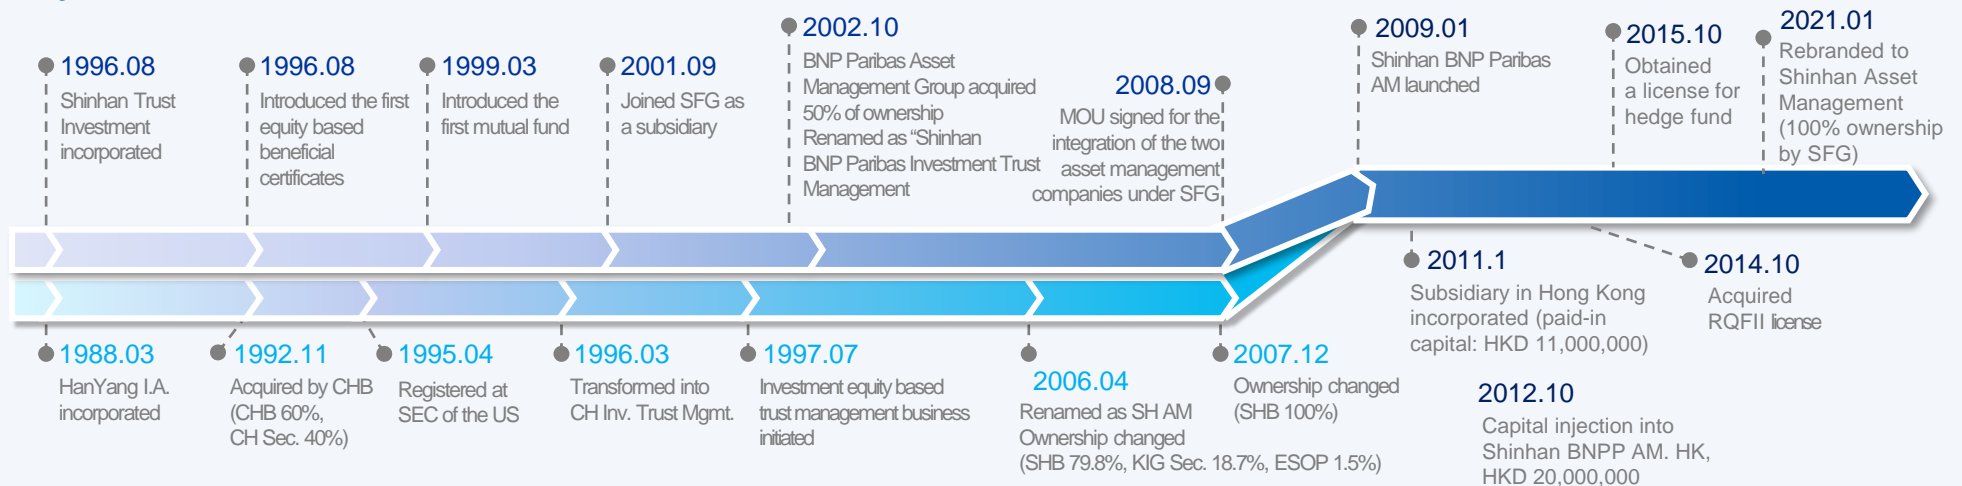 1996.08
Shinhan Trust
Investment
incorporated
1996.08
Introduced the first
equity based
beneficial
certificates
1999.03
Introduced the
first mutual fund
2001.09
Joined SFG as
a subsidiary
2002.10
BNP Paribas Asset
Management Group acquired
50% of ownership
Renamed as “Shinhan
BNP Paribas Investment Trust
Management
2008.09
MOU signed for the
integration of the two
asset management
companies under SFG
2009.01
Shinhan BNP Paribas
AM launched
2015.10
Obtained
a license for
hedge fund
2021.01
Rebranded to
Shinhan Asset
Management
(100% ownership
by SFG)
1988.03
HanYang I.A.
incorporated
1992.11
Acquired by CHB
(CHB 60%,
CH Sec. 40%)
1995.04
Registered at
SEC of the US
1996.03
Transformed into
CH Inv. Trust Mgmt.
1997.07
Investment equity based
trust management business
initiated
2006.04
Renamed as SH AM
Ownership changed
(SHB 79.8%, KIG Sec. 18.7%, ESOP 1.5%)
2007.12
Ownership changed
(SHB 100%)
2011.1
Subsidiary in Hong Kong
incorporated (paid-in
capital: HKD 11,000,000)
2012.10
Capital injection into
Shinhan BNPP AM. HK,
HKD 20,000,000
2014.10
Acquired
RQFII license